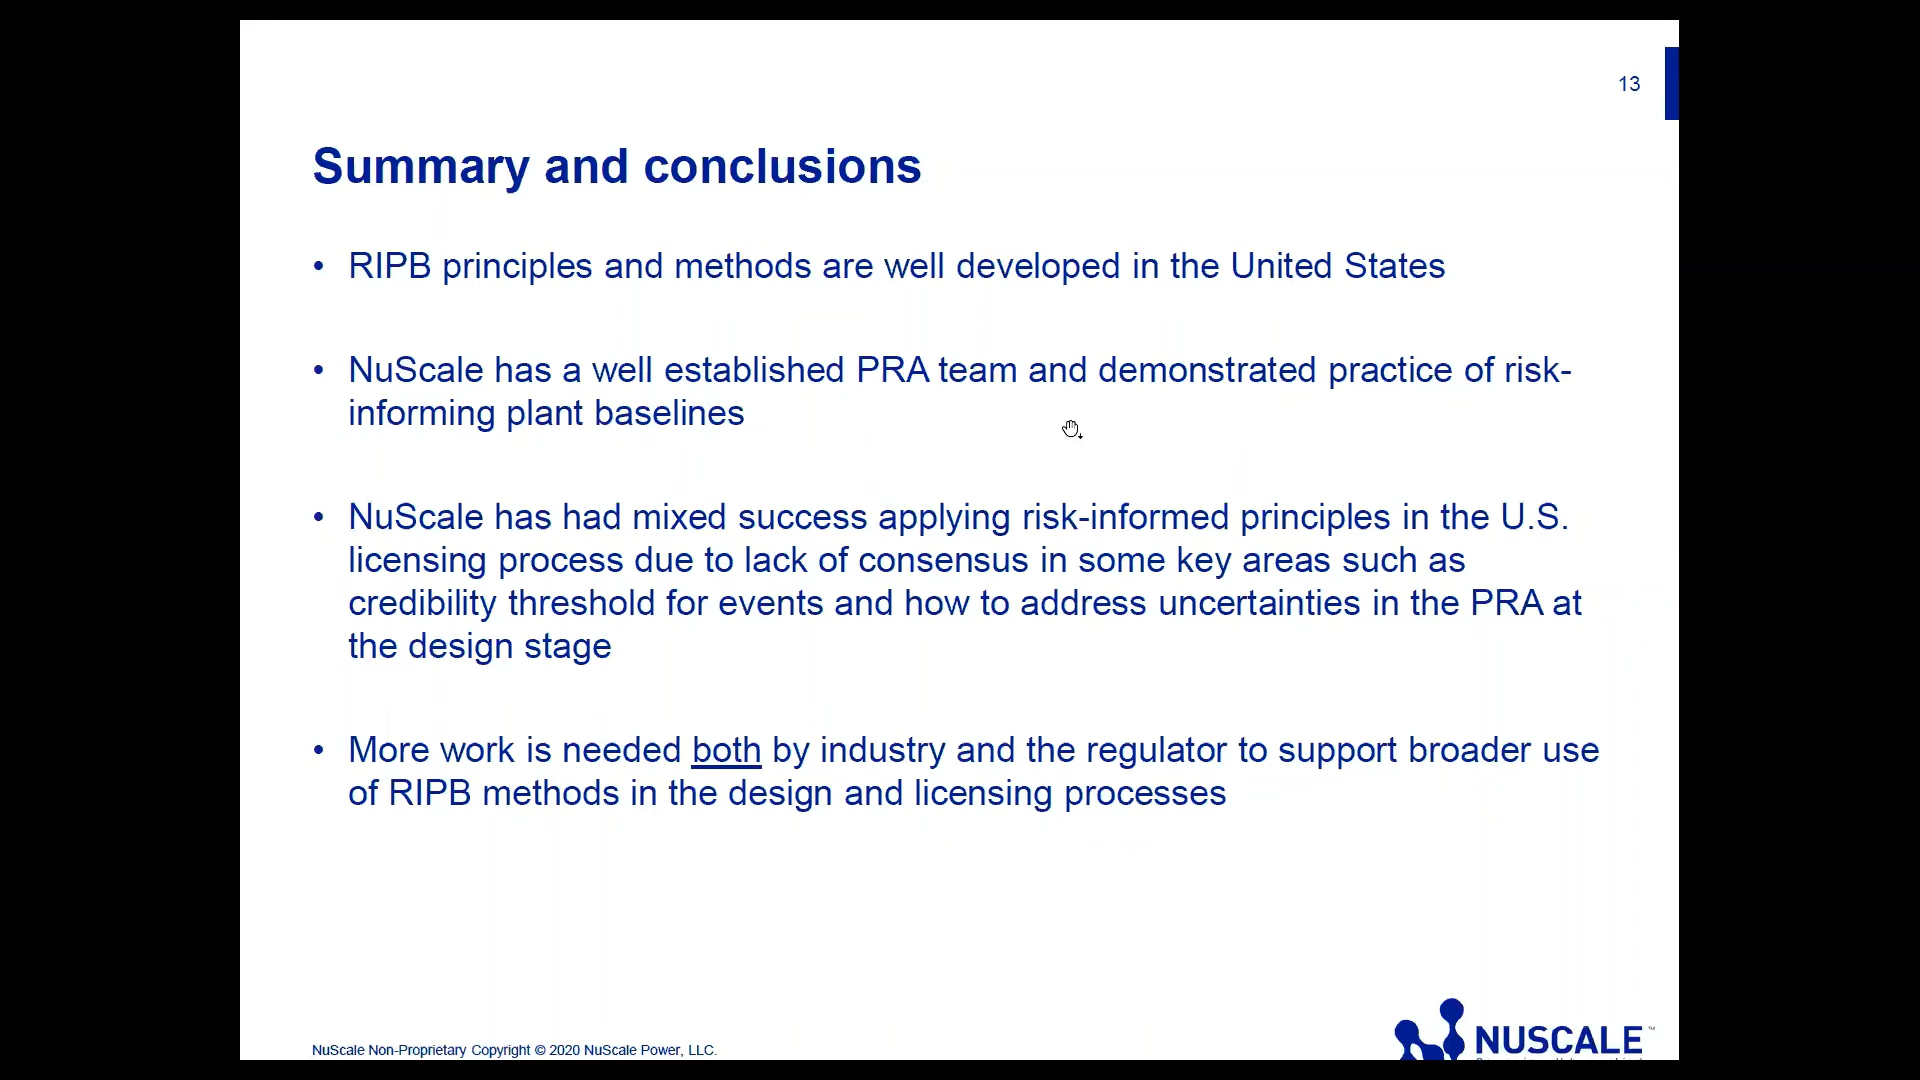 13
Summary and conclusions
• RIPB principles and methods are well developed in the United States
• NuScale has a well established PRA team and demonstrated practice of risk-
informing plant baselines
• NuScale has had mixed success applying risk-informed principles in the U.S.
licensing process due to lack of consensus in some key areas such as
credibility threshold for events and how to address uncertainties in the PRA at
the design stage
• More work is needed both by industry and the regulator to support broader use
of RIPB methods in the design and licensing processes
NuScale Non-Proprietary Copyright © 2020 NuScale Power, LLC.
NUSCALE™